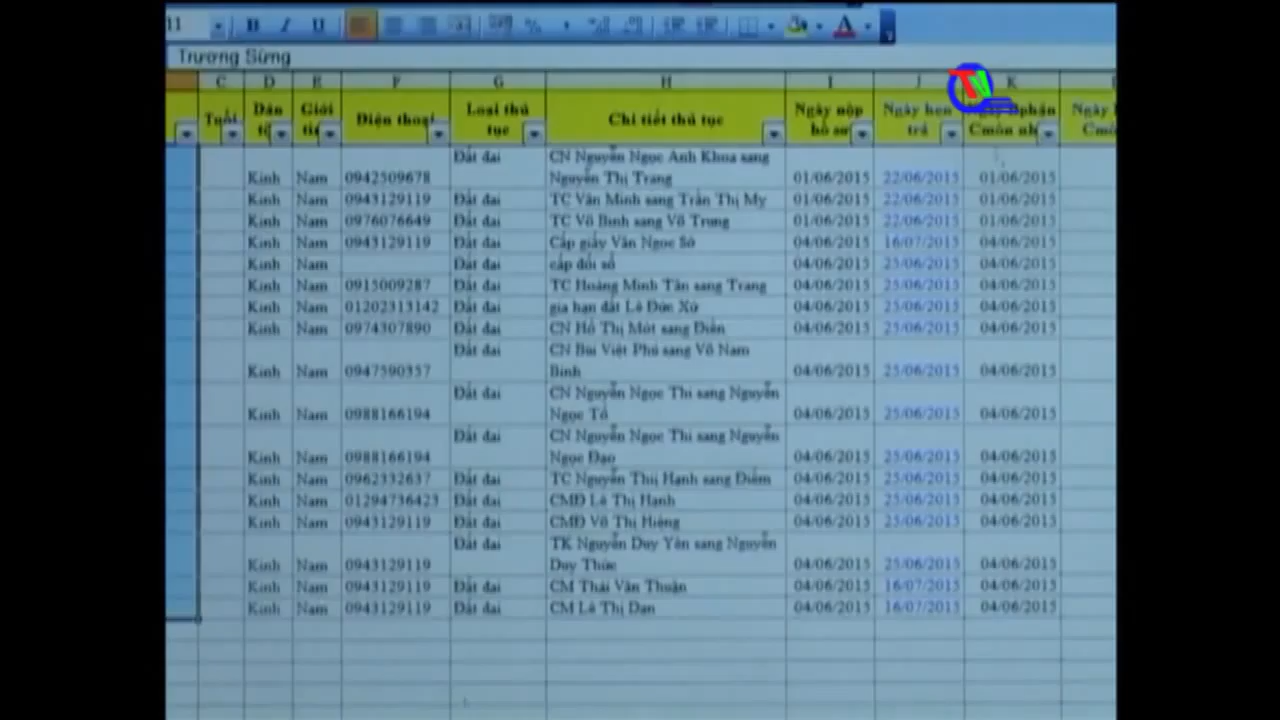 11 B I U
Trương Sừng
C D E F G H I J K
Tuổi Dân Giới Điện thoại Loại thủ tục Chi tiết thủ tục Ngày nộp hồ sơ Ngày hẹn trả Ngày
Đất đai CN Nguyễn Ngọc Anh Khoa sang
Kinh Nam 0942509678 Nguyễn Thị Trang 01/06/2015 22/06/2015 01/06/2015
Kinh Nam 0943129119 Đất đai TC Văn Minh sang Trần Thị My 01/06/2015 22/06/2015 01/06/2015
Kinh Nam 0976076649 Đất đai TC Võ Bình sang Võ Trung 01/06/2015 22/06/2015 01/06/2015
Kinh Nam 0943129119 Đất đai Cấp giấy Văn Ngọc Sở 04/06/2015 16/07/2015 04/06/2015
Kinh Nam Đất đai cấp đổi sổ 04/06/2015 25/06/2015 04/06/2015
Kinh Nam 0915009287 Đất đai TC Hoàng Minh Tân sang Trang 04/06/2015 25/06/2015 04/06/2015
Kinh Nam 01202313142 Đất đai gia hạn đất Lê Đức Xử 04/06/2015 25/06/2015 04/06/2015
Kinh Nam 0974307890 Đất đai CN Hồ Thị Mót sang Diễn 04/06/2015 25/06/2015 04/06/2015
Đất đai CN Bùi Việt Phú sang Võ Nam
Kinh Nam 0947590357 Bình 04/06/2015 25/06/2015 04/06/2015
Đất đai CN Nguyễn Ngọc Thi sang Nguyễn
Kinh Nam 0988166194 Ngọc Tố 04/06/2015 25/06/2015 04/06/2015
Đất đai CN Nguyễn Ngọc Thi sang Nguyễn
Kinh Nam 0988166194 Ngọc Đạo 04/06/2015 25/06/2015 04/06/2015
Kinh Nam 0962332637 Đất đai TC Nguyễn Thị Hạnh sang Điểm 04/06/2015 25/06/2015 04/06/2015
Kinh Nam 01294736423 Đất đai CMĐ Lê Thị Hạnh 04/06/2015 25/06/2015 04/06/2015
Kinh Nam 0943129119 Đất đai CMĐ Võ Thị Hiêng 04/06/2015 25/06/2015 04/06/2015
Đất đai TK Nguyễn Duy Yên sang Nguyễn
Kinh Nam 0943129119 Duy Thức 04/06/2015 25/06/2015 04/06/2015
Kinh Nam 0943129119 Đất đai CM Thái Văn Thuận 04/06/2015 16/07/2015 04/06/2015
Kinh Nam 0943129119 Đất đai CM Lê Thị Dan 04/06/2015 16/07/2015 04/06/2015